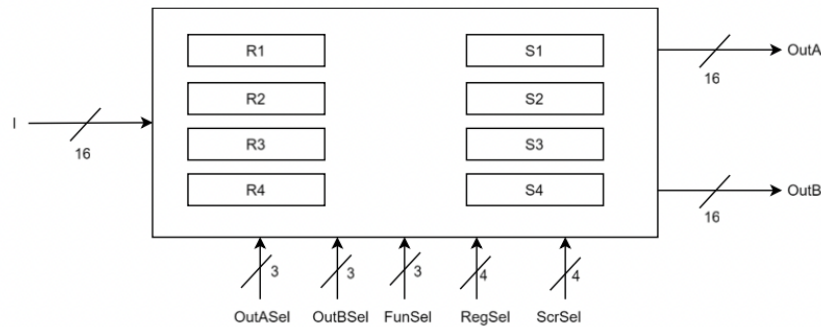 R1
S1
16
OutA
R2
S2
I
16
R3
S3
R4
S4
16
OutB
3
3
3
4
4
OutASel
OutBSel
FunSel
RegSel
ScrSel